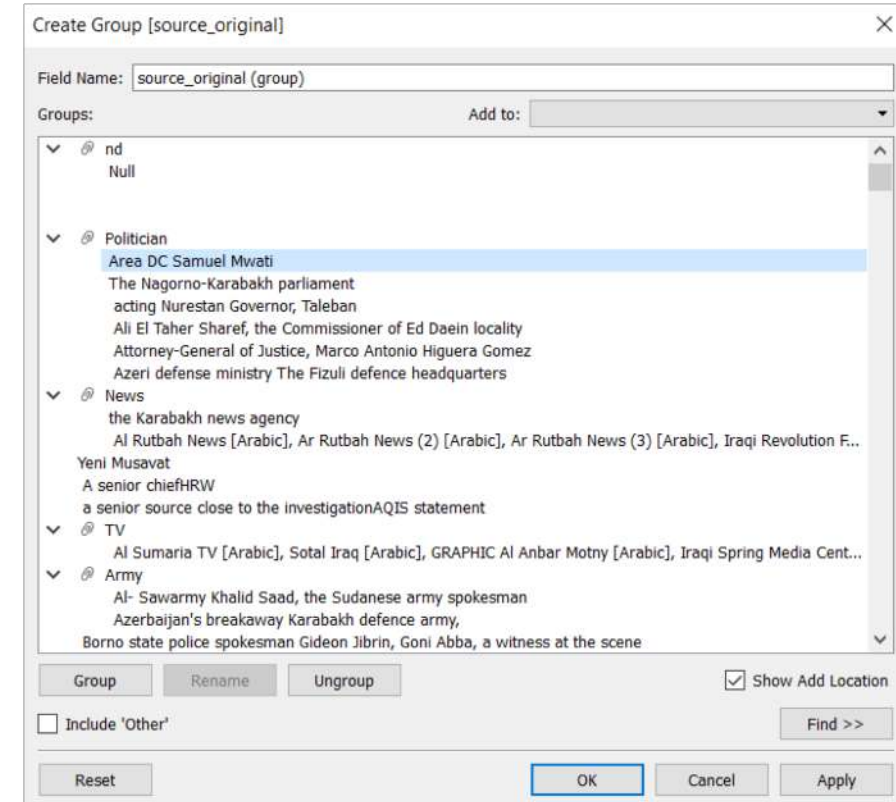 Create Group [source_original]
Field Name: source_original (group)
Groups: Add to:
nd
Null
Politician
Area DC Samuel Mwati
The Nagorno-Karabakh parliament
acting Nurestan Governor, Taleban
Ali El Taher Sharef, the Commissioner of Ed Daein locality
Attorney-General of Justice, Marco Antonio Higuera Gomez
Azeri defense ministry The Fizuli defence headquarters
News
the Karabakh news agency
Al Rutbah News [Arabic], Ar Rutbah News (2) [Arabic], Ar Rutbah News (3) [Arabic], Iraqi Revolution F...
Yeni Musavat
A senior chiefHRW
a senior source close to the investigationAQIS statement
TV
Al Sumaria TV [Arabic], Sotal Iraq [Arabic], GRAPHIC Al Anbar Motny [Arabic], Iraqi Spring Media Cent...
Army
Al- Sawarmy Khalid Saad, the Sudanese army spokesman
Azerbaijan's breakaway Karabakh defence army,
Borno state police spokesman Gideon Jibrin, Goni Abba, a witness at the scene
Group Rename Ungroup Show Add Location
Include 'Other' Find >>
Reset OK Cancel Apply